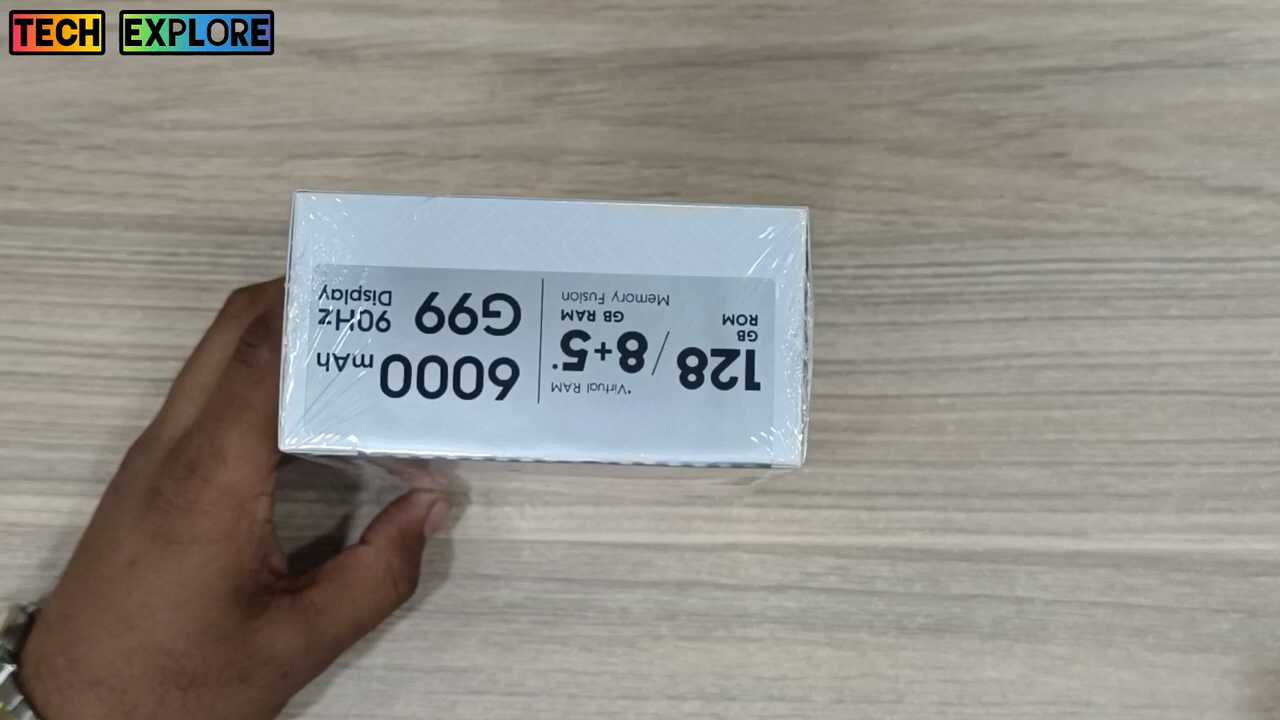 TECH EXPLORE
128 GB ROM / 8+5* GB RAM
*Virtual RAM
Memory Fusion
6000 mAh
G99 90Hz Display